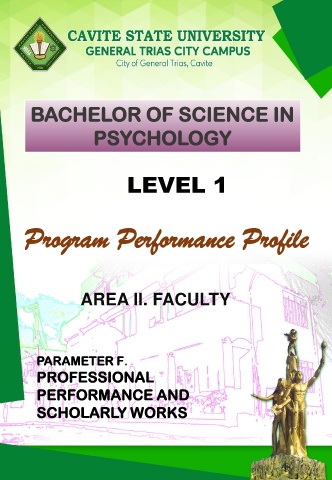 CAVITE STATE UNIVERSITY
GENERAL TRIAS CITY CAMPUS
City of General Trias, Cavite
BACHELOR OF SCIENCE IN
PSYCHOLOGY
LEVEL 1
Program Performance Profile
AREA II. FACULTY
PARAMETER F.
PROFESSIONAL
PERFORMANCE AND
SCHOLARLY WORKS